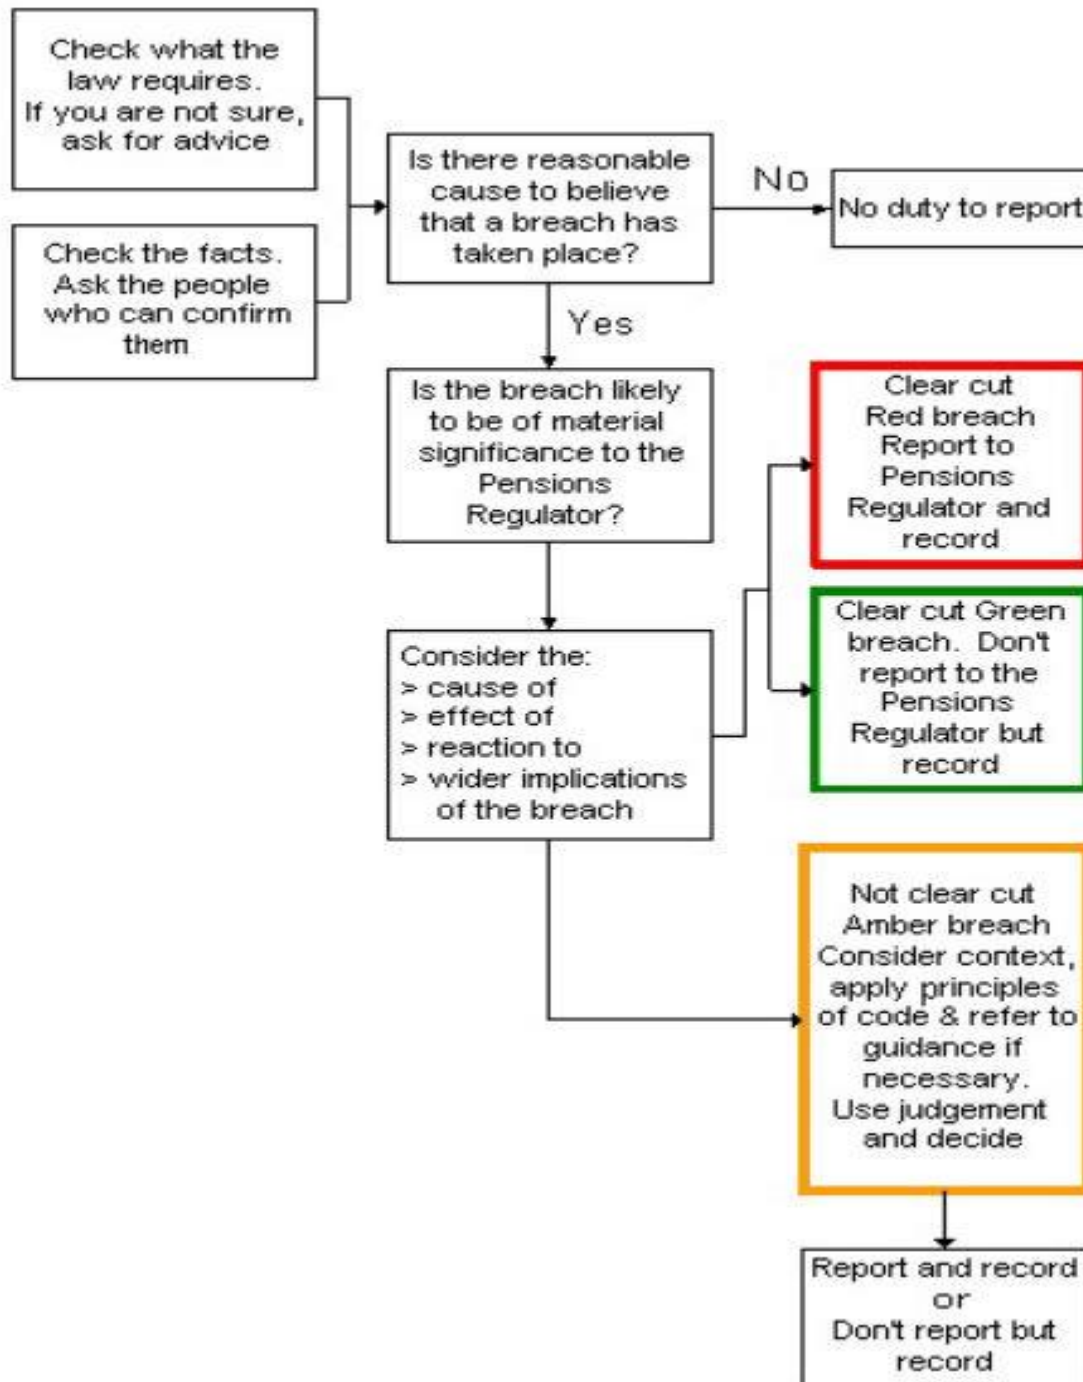 Check what the
law requires.
If you are not sure,
ask for advice
Check the facts.
Ask the people
who can confirm
them
Is there reasonable
cause to believe
that a breach has
taken place?
No
No duty to report
Yes
Is the breach likely
to be of material
significance to the
Pensions
Regulator?
Consider the:
> cause of
> effect of
> reaction to
> wider implications
of the breach
Clear cut
Red breach
Report to
Pensions
Regulator and
record
Clear cut Green
breach. Don't
report to the
Pensions
Regulator but
record
Not clear cut
Amber breach
Consider context,
apply principles
of code & refer to
guidance if
necessary.
Use judgement
and decide
Report and record
or
Don't report but
record